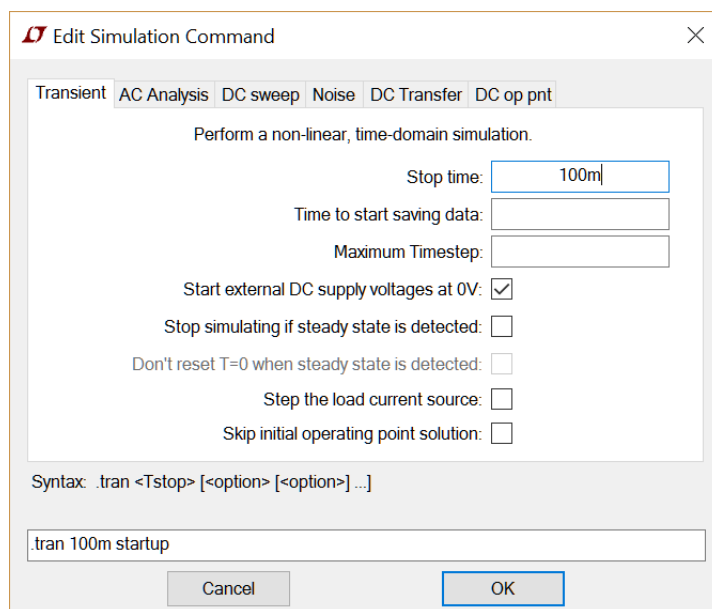 Edit Simulation Command
Transient AC Analysis DC sweep Noise DC Transfer DC op pnt
Perform a non-linear, time-domain simulation.
Stop time: 100m
Time to start saving data:
Maximum Timestep:
Start external DC supply voltages at 0V:
Stop simulating if steady state is detected:
Don't reset T=0 when steady state is detected:
Step the load current source:
Skip initial operating point solution:
Syntax: .tran <Tstop> [<option> [<option>] ...]
.tran 100m startup
Cancel OK